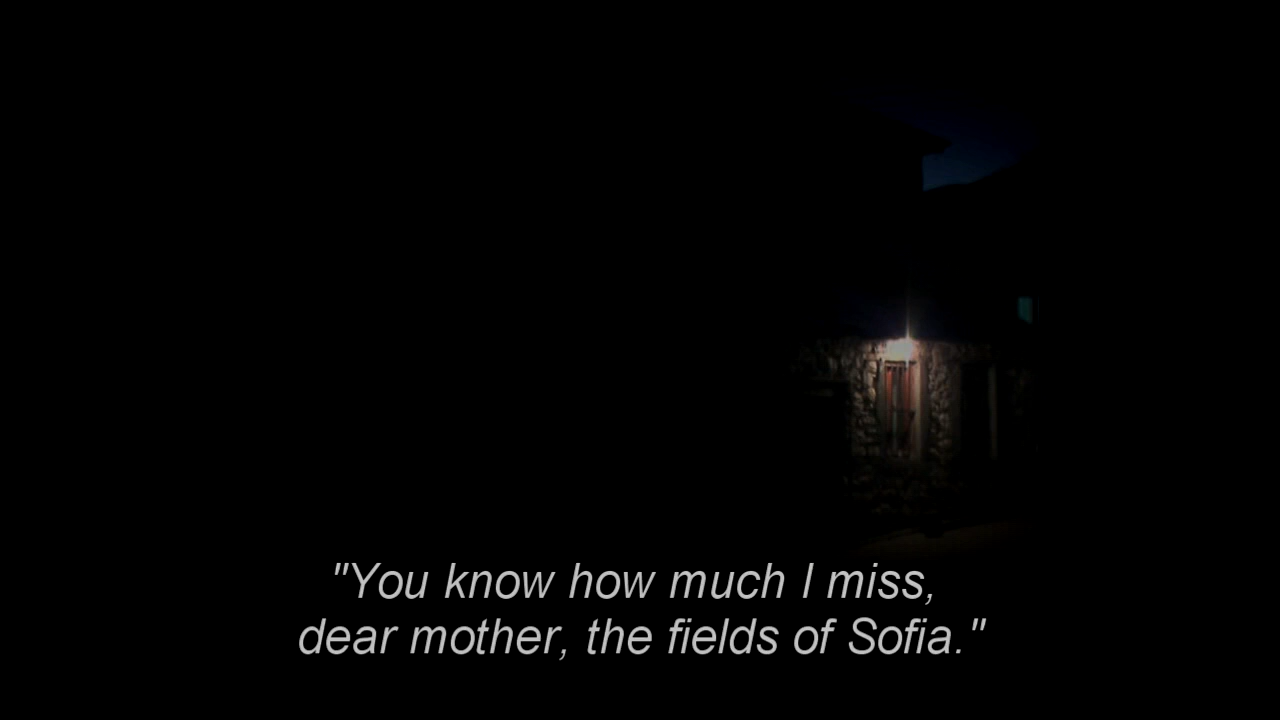 "You know how much I miss,
dear mother, the fields of Sofia."